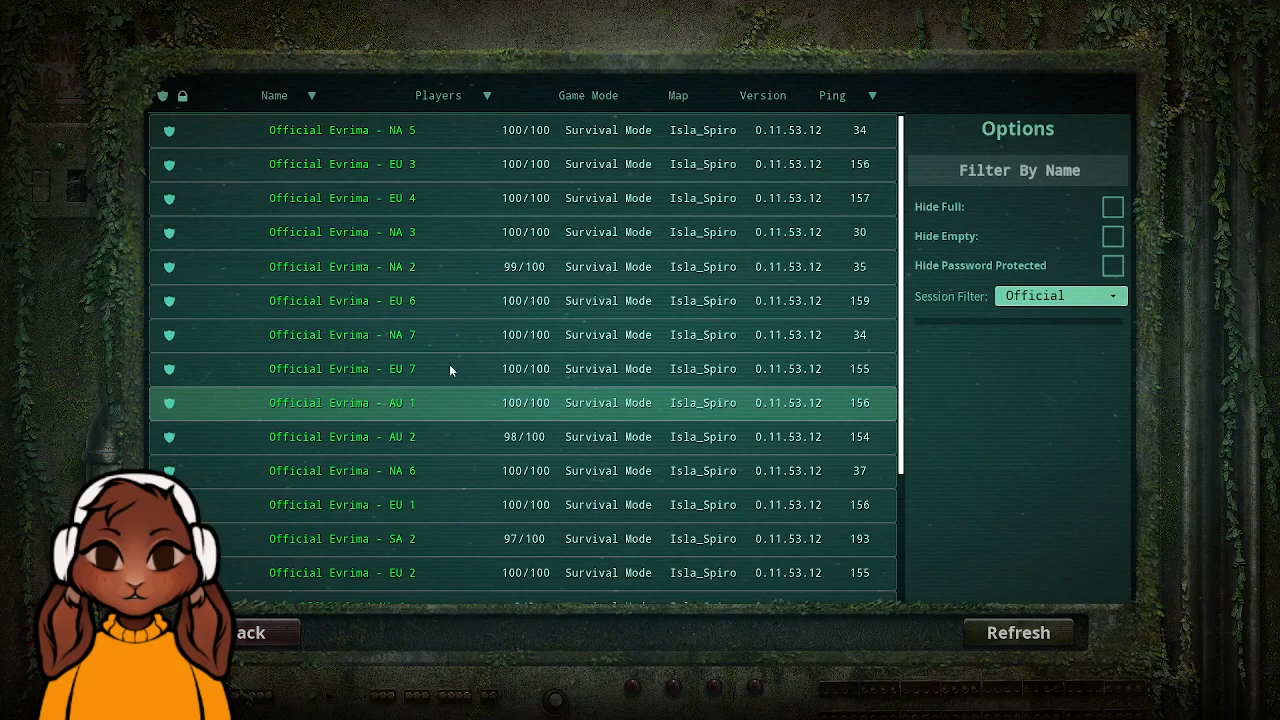 Name Players Game Mode Map Version Ping
Official Evrima - NA 5 100/100 Survival Mode Isla_Spiro 0.11.53.12 34
Official Evrima - EU 3 100/100 Survival Mode Isla_Spiro 0.11.53.12 156
Official Evrima - EU 4 100/100 Survival Mode Isla_Spiro 0.11.53.12 157
Official Evrima - NA 3 100/100 Survival Mode Isla_Spiro 0.11.53.12 30
Official Evrima - NA 2 99/100 Survival Mode Isla_Spiro 0.11.53.12 35
Official Evrima - EU 6 100/100 Survival Mode Isla_Spiro 0.11.53.12 159
Official Evrima - NA 7 100/100 Survival Mode Isla_Spiro 0.11.53.12 34
Official Evrima - EU 7 100/100 Survival Mode Isla_Spiro 0.11.53.12 155
Official Evrima - AU 1 100/100 Survival Mode Isla_Spiro 0.11.53.12 156
Official Evrima - AU 2 98/100 Survival Mode Isla_Spiro 0.11.53.12 154
Official Evrima - NA 6 100/100 Survival Mode Isla_Spiro 0.11.53.12 37
Official Evrima - EU 1 100/100 Survival Mode Isla_Spiro 0.11.53.12 156
Official Evrima - SA 2 97/100 Survival Mode Isla_Spiro 0.11.53.12 193
Official Evrima - EU 2 100/100 Survival Mode Isla_Spiro 0.11.53.12 155
Options
Filter By Name
Hide Full:
Hide Empty:
Hide Password Protected
Session Filter: Official
ack
Refresh